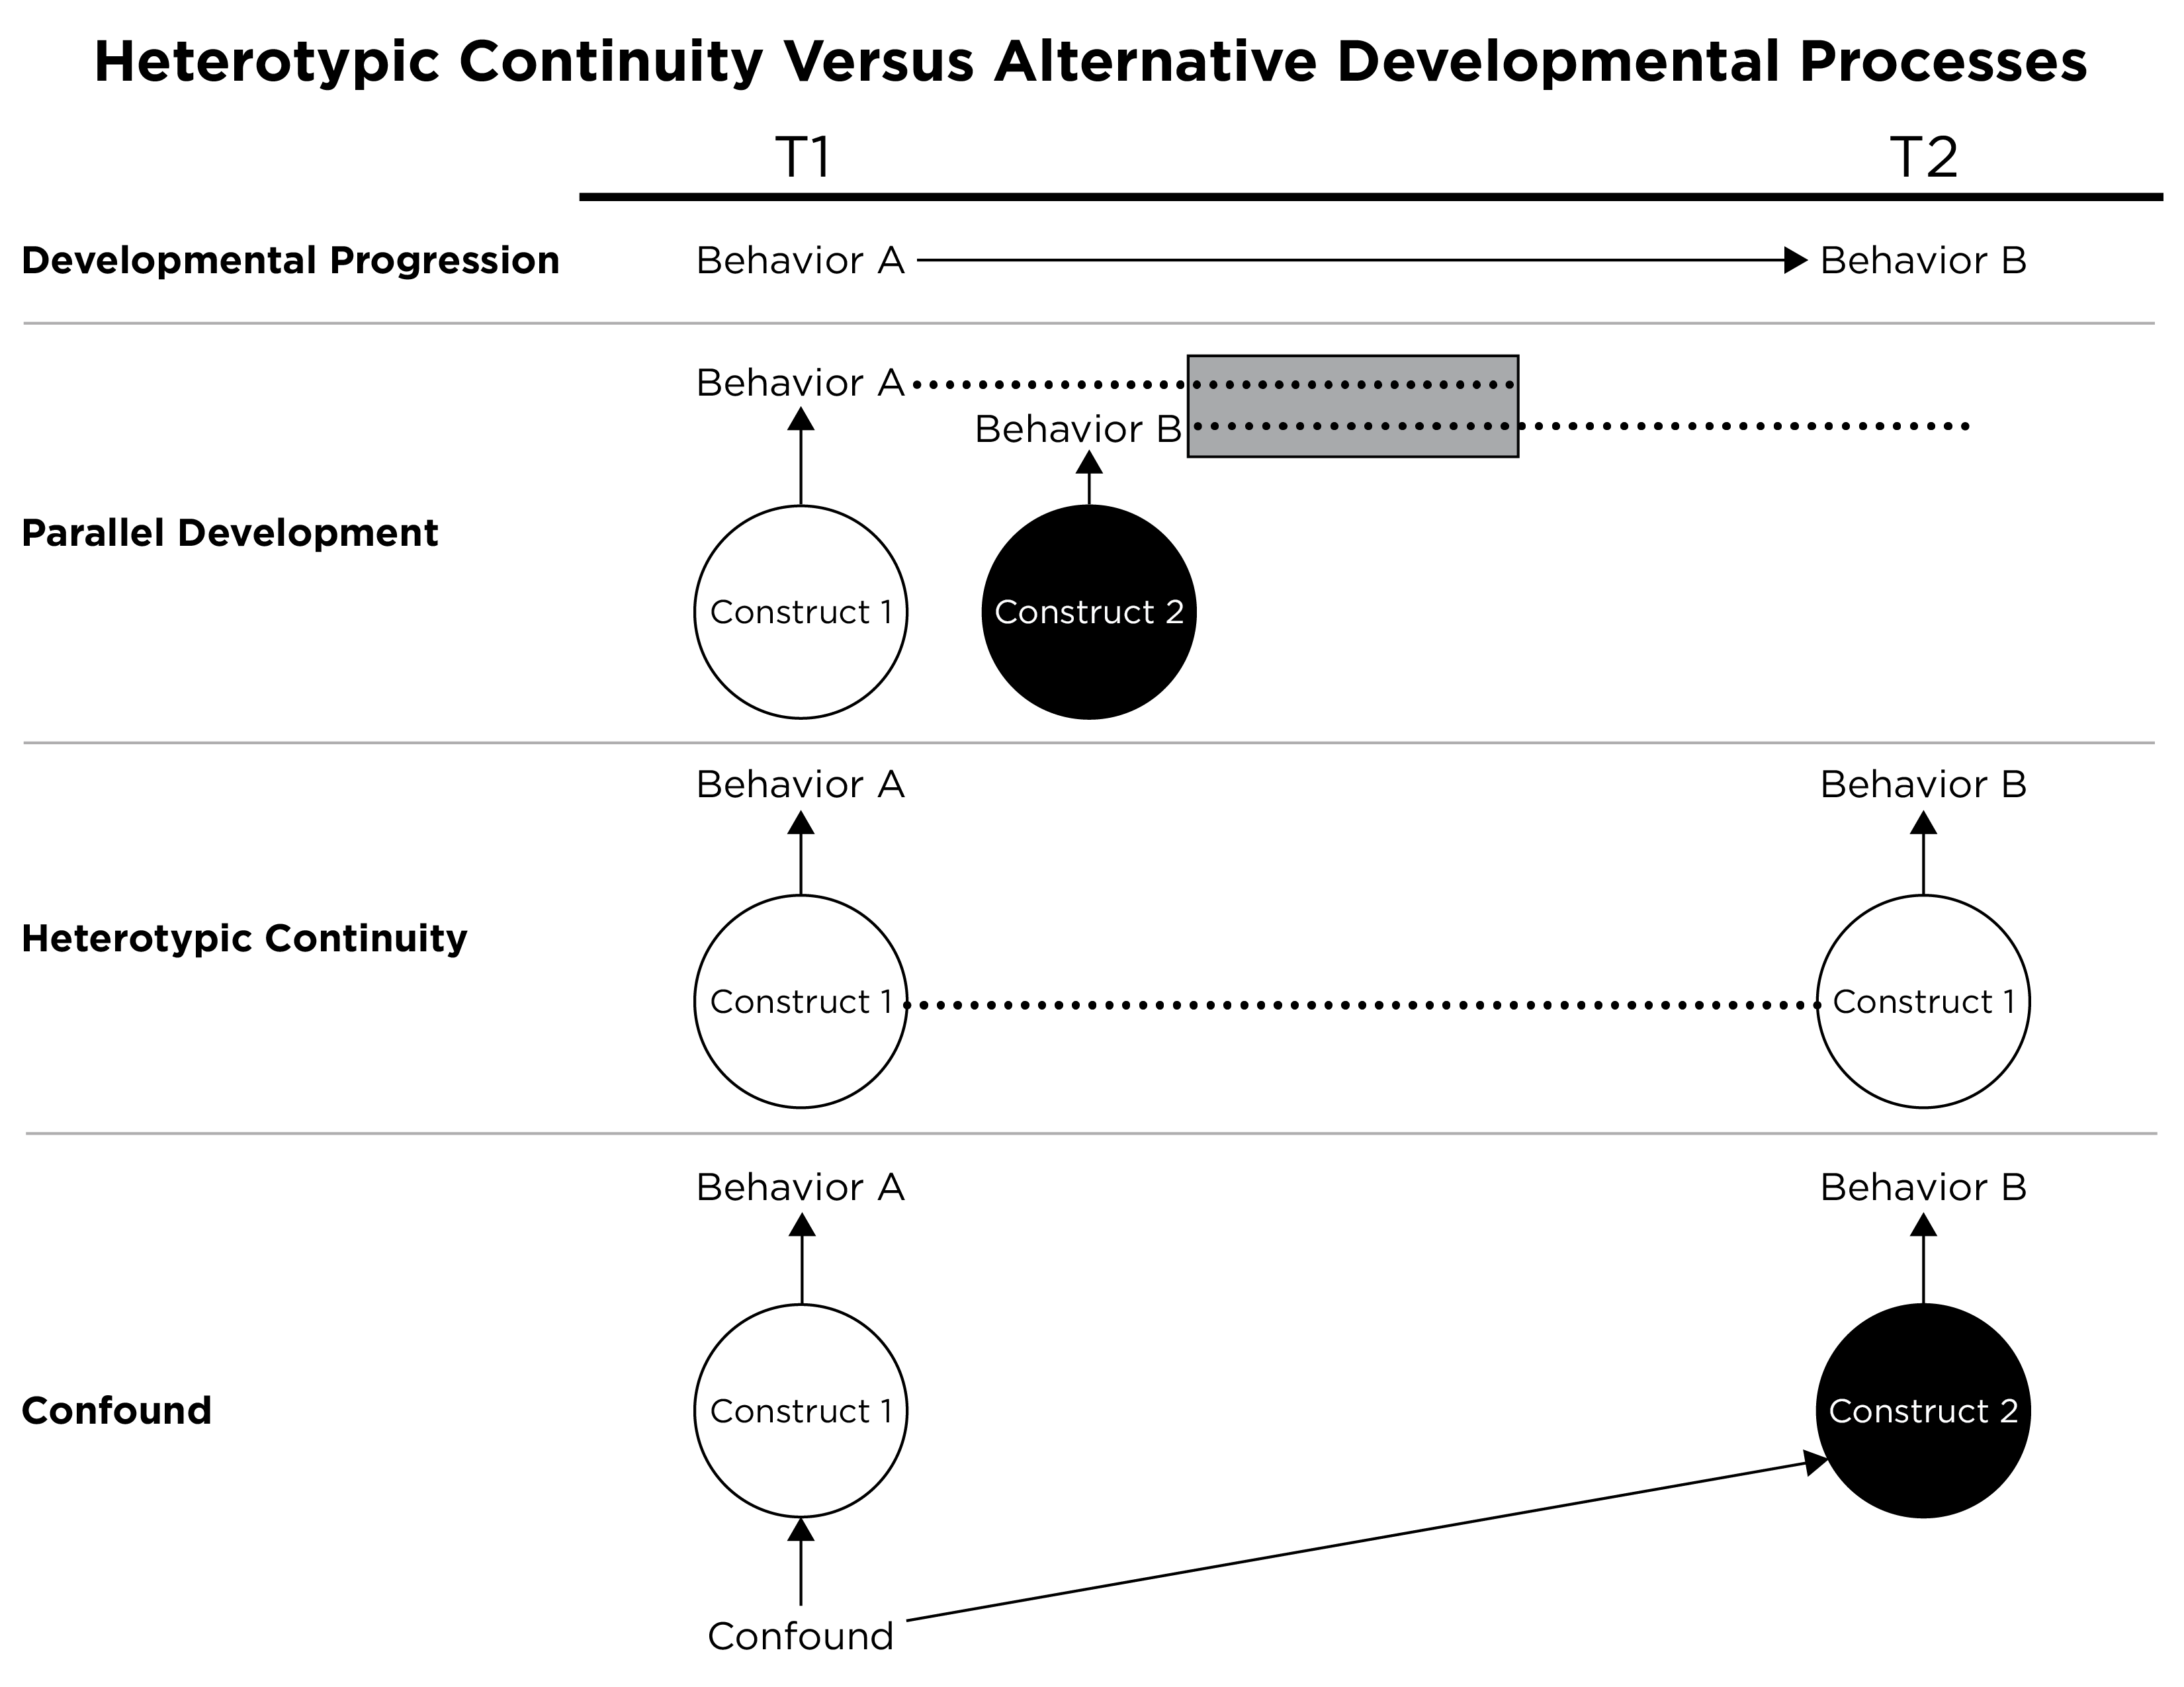 Heterotypic Continuity Versus Alternative Developmental Processes
T1 T2
Developmental Progression Behavior A Behavior B
Behavior A
Behavior B
Parallel Development
Construct 1 Construct 2
Behavior A Behavior B
Heterotypic Continuity
Construct 1 Construct 1
Behavior A Behavior B
Confound Construct 1 Construct 2
Confound